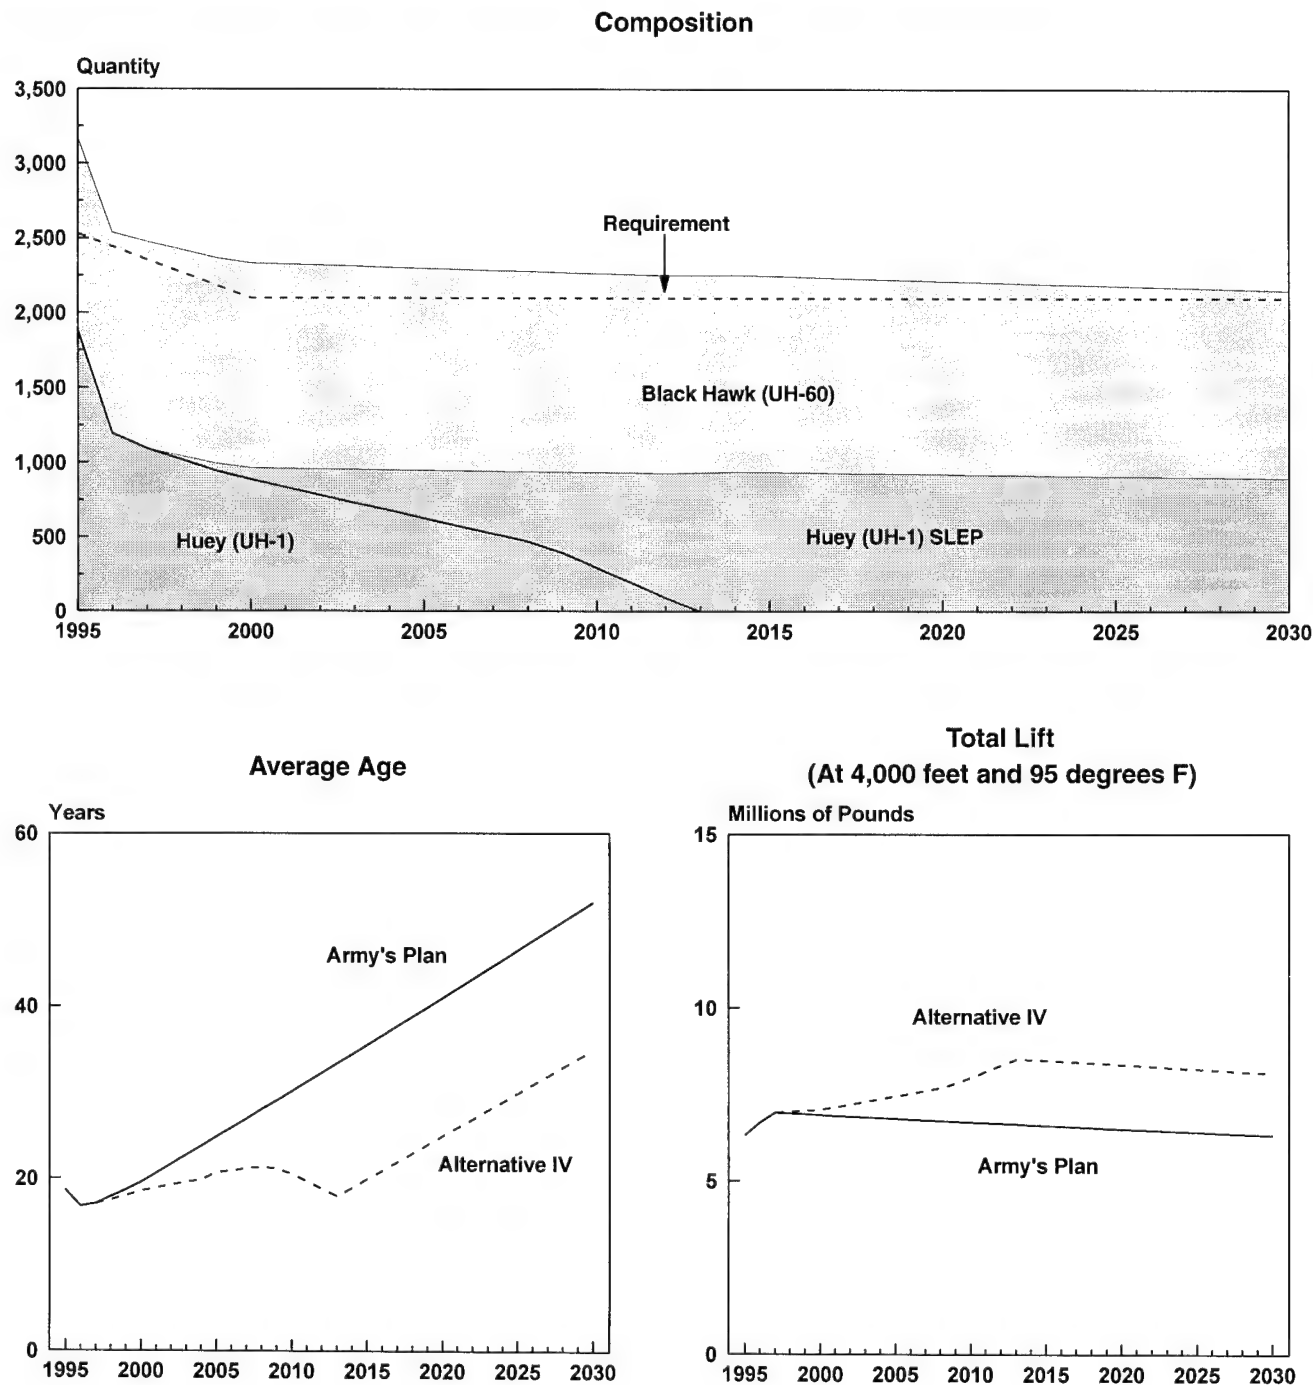 Composition
Quantity
3,500
3,000
2,500
2,000
1,500
1,000
500
0
Requirement
Black Hawk (UH-60)
Huey (UH-1)
Huey (UH-1) SLEP
1995 2000 2005 2010 2015 2020 2025 2030
Average Age
Years
60
40
20
0
Army's Plan
Alternative IV
1995 2000 2005 2010 2015 2020 2025 2030
Total Lift
(At 4,000 feet and 95 degrees F)
Millions of Pounds
15
10
5
0
Alternative IV
Army's Plan
1995 2000 2005 2010 2015 2020 2025 2030